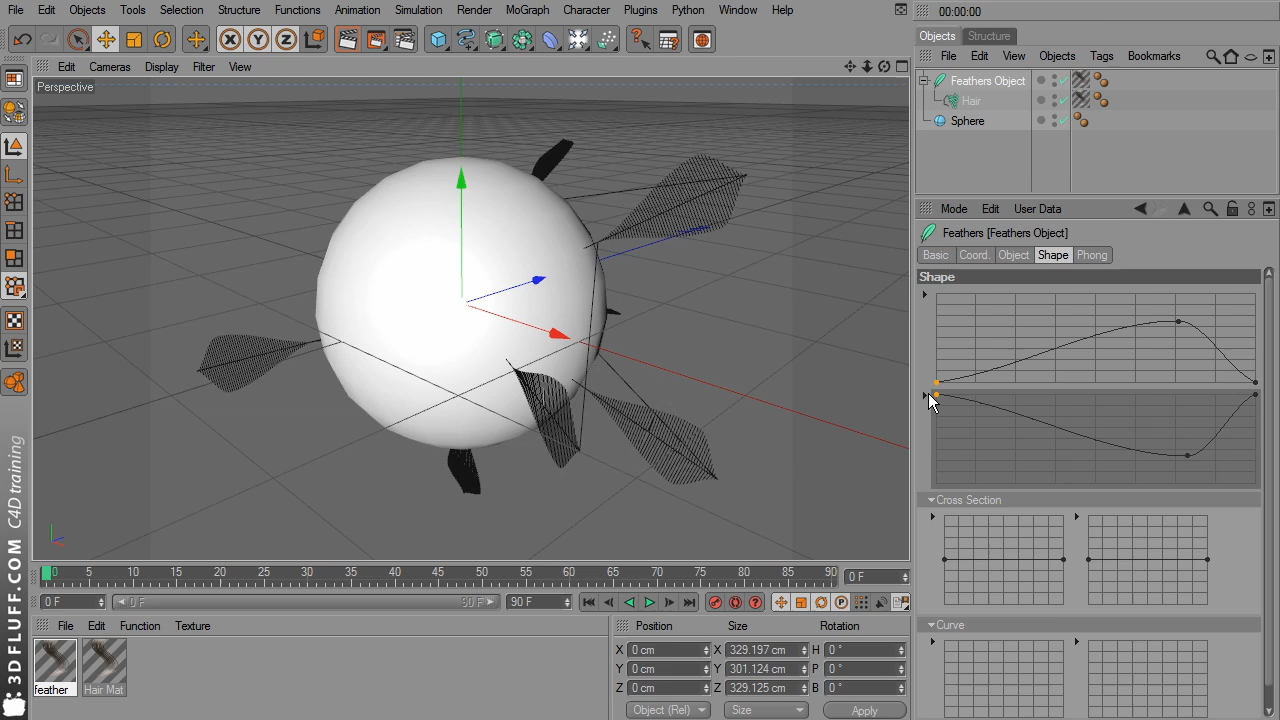 File Edit Objects Tools Selection Structure Functions Animation Simulation Render MoGraph Character Plugins Python Window Help
00:00:00
Objects Structure
File Edit View Objects Tags Bookmarks
Edit Cameras Display Filter View
Perspective
Feathers Object
Hair
Sphere
Mode Edit User Data
Feathers [Feathers Object]
Basic Coord. Object Shape Phong
Shape
Cross Section
Curve
X Y Z
0 5 10 15 20 25 30 35 40 45 50 55 60 65 70 75 80 85 90
0 F
0 F 0 F 90 F 90 F
File Edit Function Texture
feather Hair Mat
Position Size Rotation
X 0 cm X 329.197 cm H 0 °
Y 0 cm Y 301.124 cm P 0 °
Z 0 cm Z 329.125 cm B 0 °
Object (Rel) Size Apply
3DFLUFF.COM C4D training